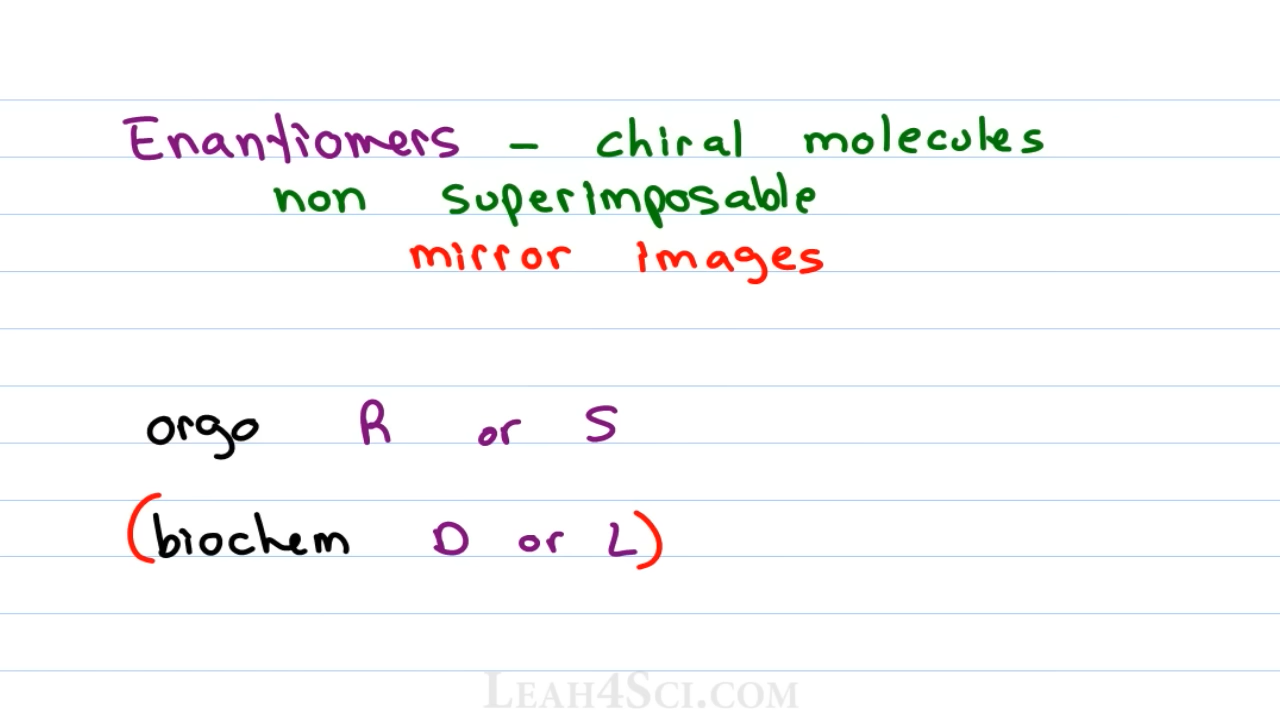 Enantiomers - chiral molecules
non superimposable
mirror images
orgo R or S
(biochem D or L)
LEAH4SCI.COM